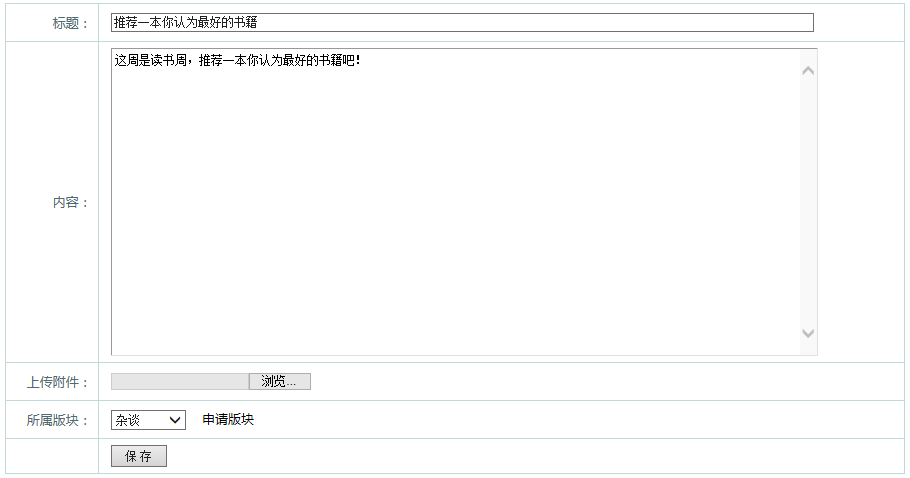 标题：
推荐一本你认为最好的书籍
这周是读书周，推荐一本你认为最好的书籍吧！
内容：
上传附件： 浏览...
所属版块： 杂谈 申请版块
保 存